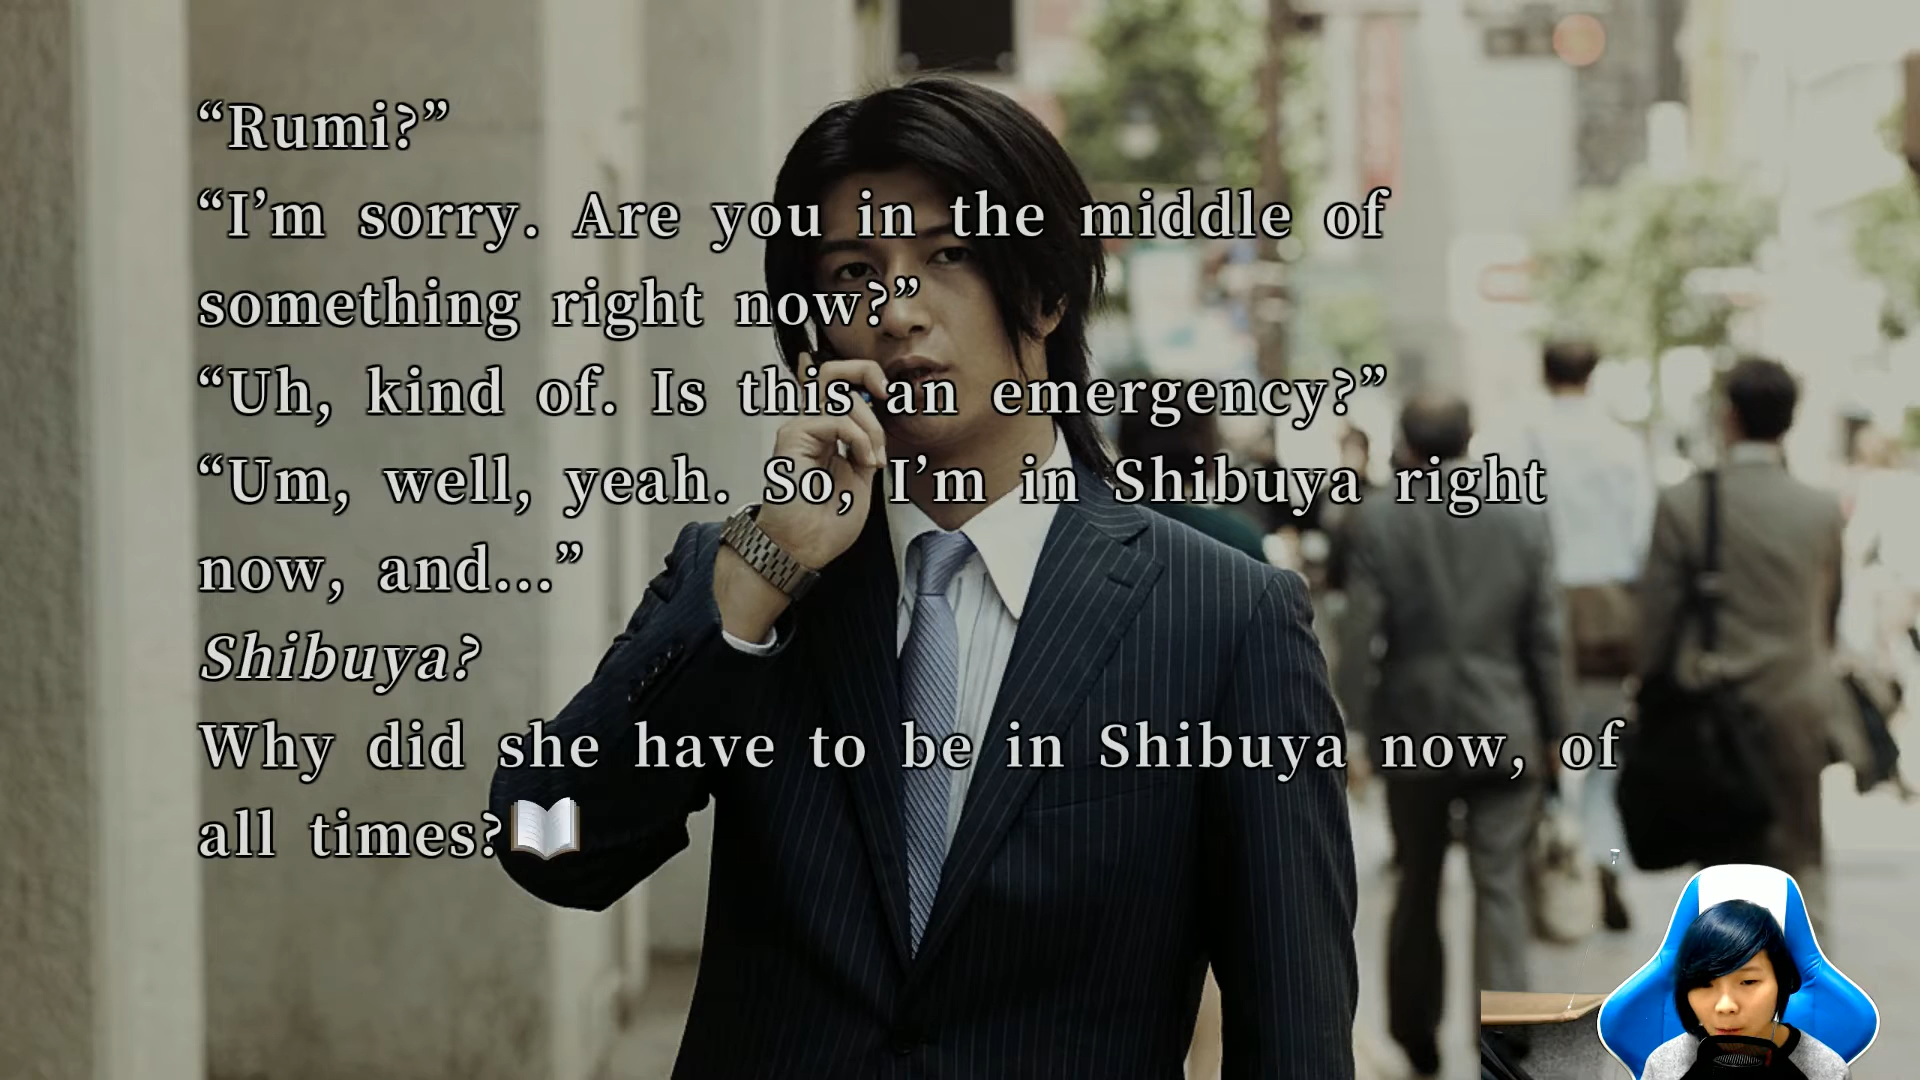 “Rumi?”
“I’m sorry. Are you in the middle of
something right now?”
“Uh, kind of. Is this an emergency?”
“Um, well, yeah. So, I’m in Shibuya right
now, and...”
Shibuya?
Why did she have to be in Shibuya now, of
all times?